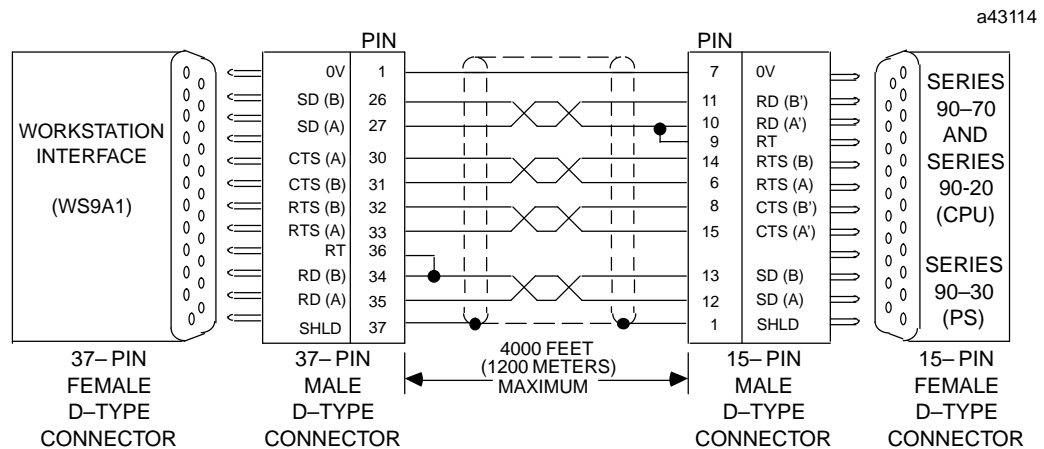 a43114
PIN
PIN
WORKSTATION
INTERFACE
(WS9A1)
0V 1
SD (B) 26
SD (A) 27
CTS (A) 30
CTS (B) 31
RTS (B) 32
RTS (A) 33
RT 36
RD (B) 34
RD (A) 35
SHLD 37
7 0V
11 RD (B')
10 RD (A')
9 RT
14 RTS (B)
6 RTS (A)
8 CTS (B')
15 CTS (A')
13 SD (B)
12 SD (A)
1 SHLD
SERIES
90–70
AND
SERIES
90-20
(CPU)
SERIES
90–30
(PS)
37– PIN
FEMALE
D–TYPE
CONNECTOR
37– PIN
MALE
D–TYPE
CONNECTOR
4000 FEET
(1200 METERS)
MAXIMUM
15– PIN
MALE
D–TYPE
CONNECTOR
15– PIN
FEMALE
D–TYPE
CONNECTOR